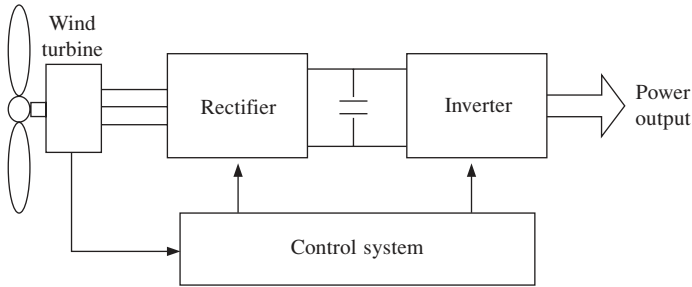 Wind
turbine
Rectifier
Inverter
Power
output
Control system